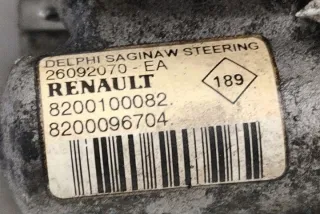 DELPHI SAGINAW STEERING
26092070 - EA
RENAULT
189
8200100082.
8200096704.